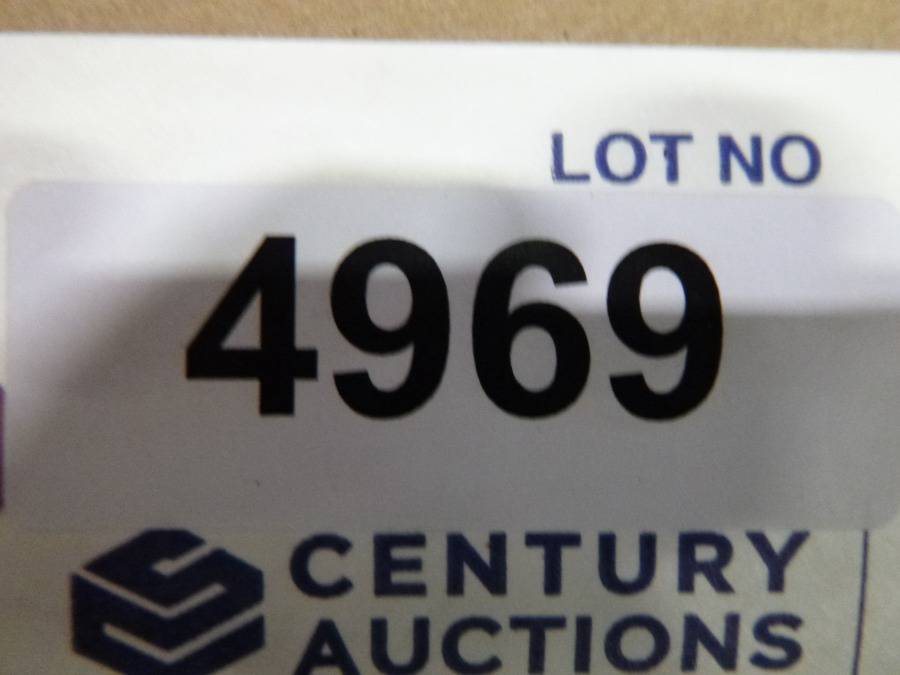 LOT NO
4969
CENTURY
AUCTIONS